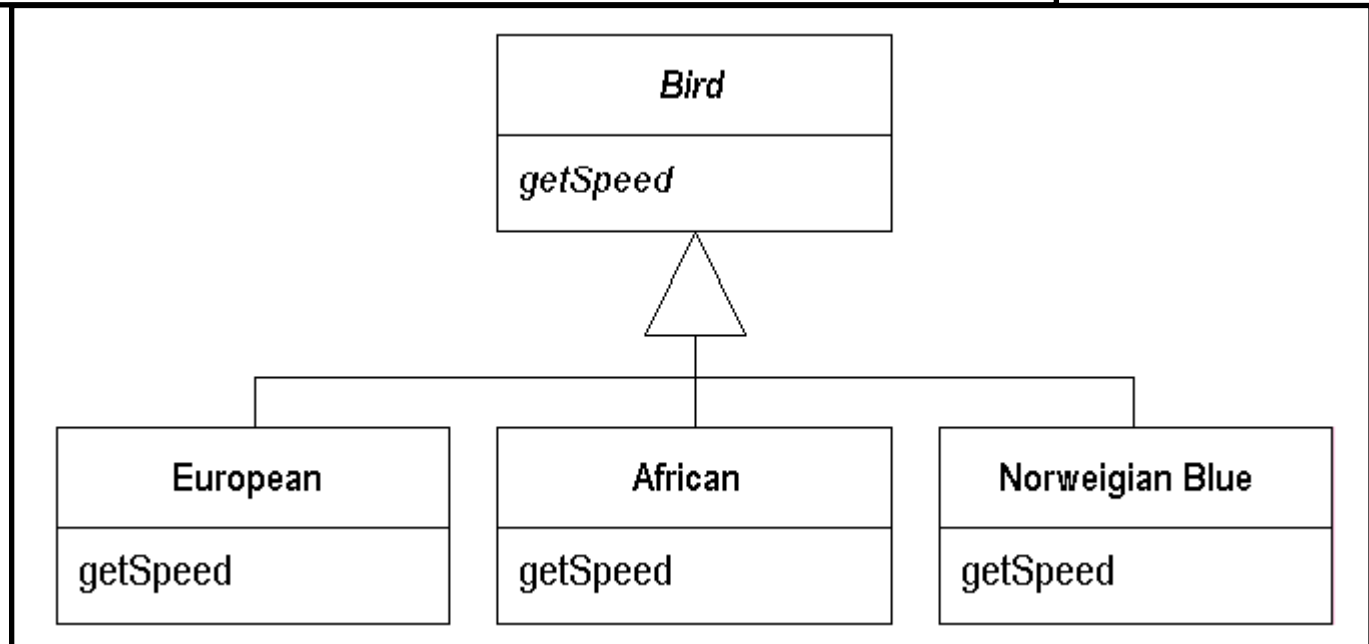 Bird
getSpeed
European
African
Norweigian Blue
getSpeed
getSpeed
getSpeed